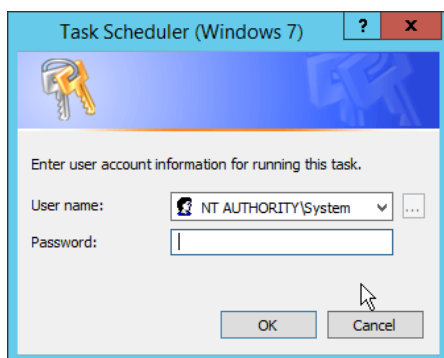 Task Scheduler (Windows 7)
? x
Enter user account information for running this task.
User name: NT AUTHORITY\System ...
Password:
OK Cancel